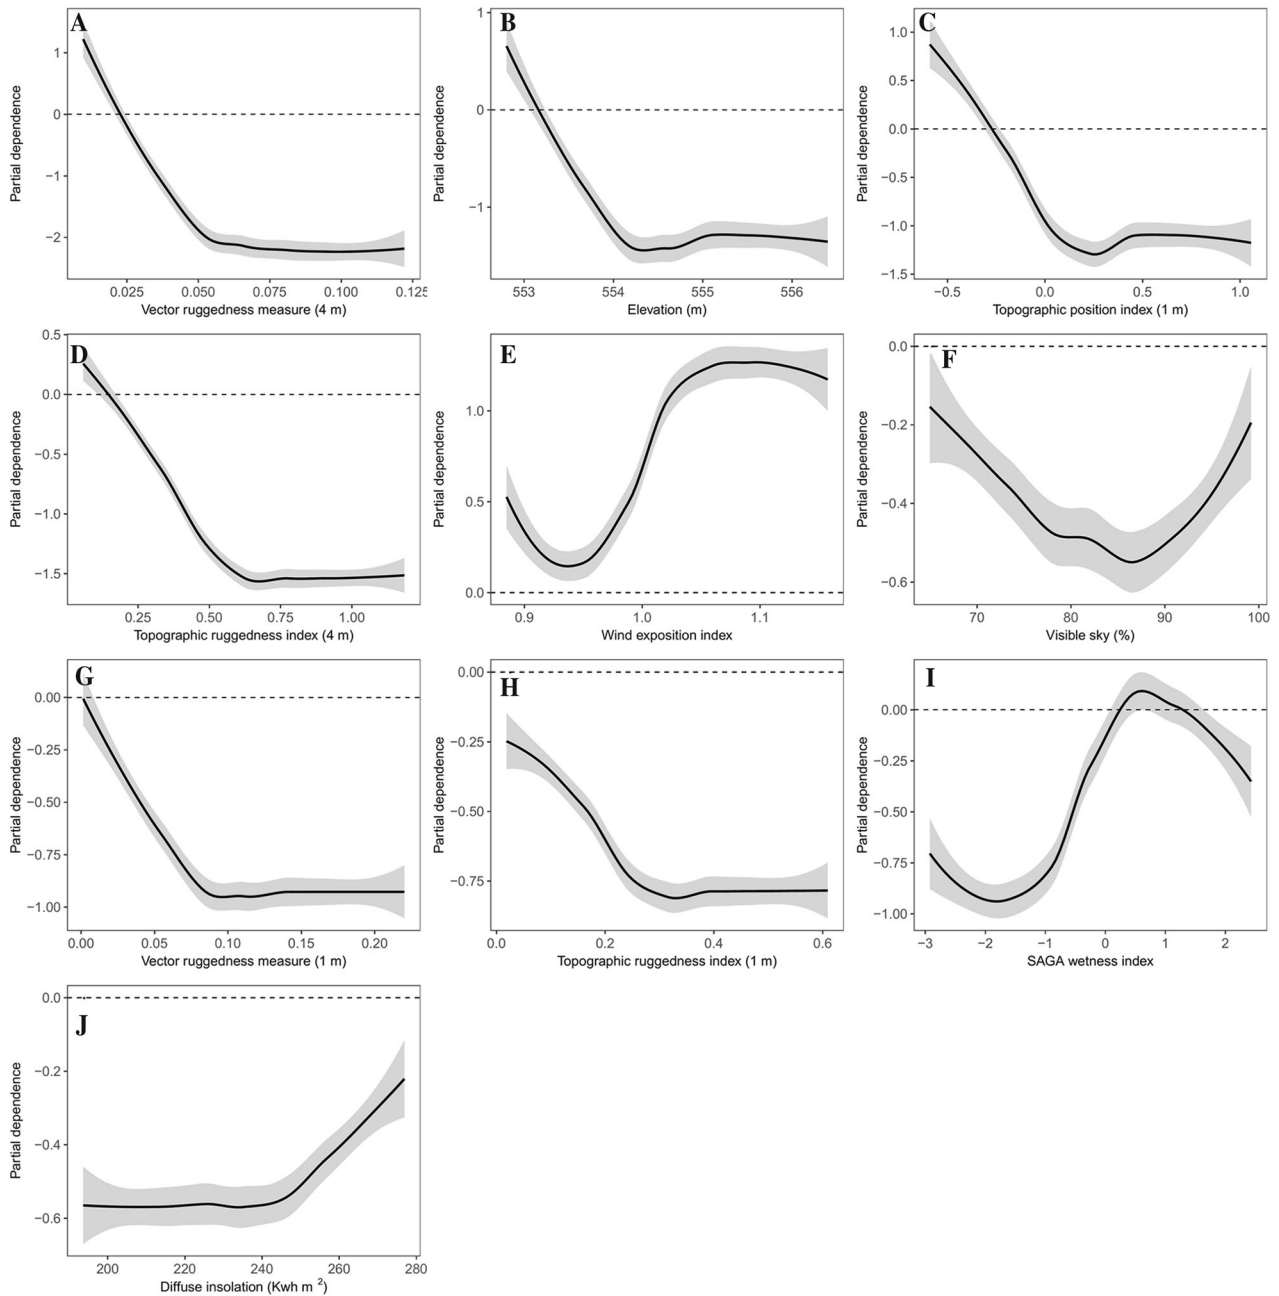 A
Partial dependence
1
0
−1
−2
0.025 0.050 0.075 0.100 0.125
Vector ruggedness measure (4 m)
B
Partial dependence
1
0
−1
553 554 555 556
Elevation (m)
C
Partial dependence
1.0
0.5
0.0
−0.5
−1.0
−1.5
−0.5 0.0 0.5 1.0
Topographic position index (1 m)
D
Partial dependence
0.5
0.0
−0.5
−1.0
−1.5
0.25 0.50 0.75 1.00
Topographic ruggedness index (4 m)
E
Partial dependence
1.0
0.5
0.0
0.9 1.0 1.1
Wind exposition index
F
Partial dependence
0.0
−0.2
−0.4
−0.6
70 80 90 100
Visible sky (%)
G
Partial dependence
0.00
−0.25
−0.50
−0.75
−1.00
0.00 0.05 0.10 0.15 0.20
Vector ruggedness measure (1 m)
H
Partial dependence
0.00
−0.25
−0.50
−0.75
0.0 0.2 0.4 0.6
Topographic ruggedness index (1 m)
I
Partial dependence
0.00
−0.25
−0.50
−0.75
−1.00
−3 −2 −1 0 1 2
SAGA wetness index
J
Partial dependence
0.0
−0.2
−0.4
−0.6
200 220 240 260 280
Diffuse insolation (Kwh m ²)